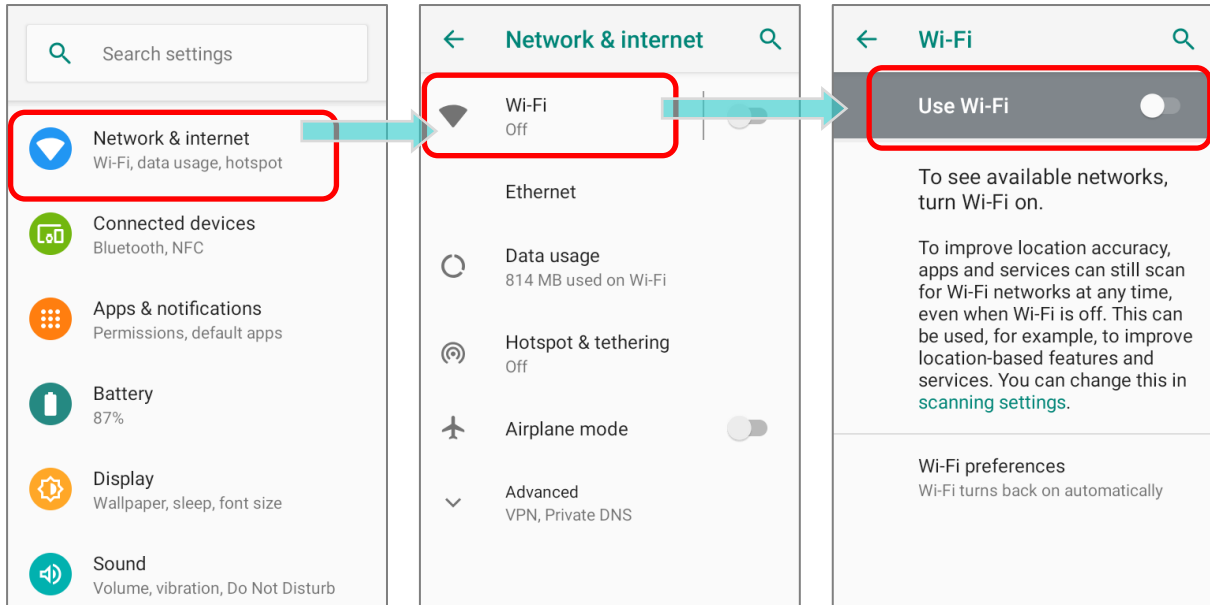 Search settings
Network & internet
Wi-Fi, data usage, hotspot
Connected devices
Bluetooth, NFC
Apps & notifications
Permissions, default apps
Battery
87%
Display
Wallpaper, sleep, font size
Sound
Volume, vibration, Do Not Disturb
Network & internet
Wi-Fi
Off
Ethernet
Data usage
814 MB used on Wi-Fi
Hotspot & tethering
Off
Airplane mode
Advanced
VPN, Private DNS
Wi-Fi
Use Wi-Fi
To see available networks,
turn Wi-Fi on.
To improve location accuracy,
apps and services can still scan
for Wi-Fi networks at any time,
even when Wi-Fi is off. This can
be used, for example, to improve
location-based features and
services. You can change this in
scanning settings.
Wi-Fi preferences
Wi-Fi turns back on automatically